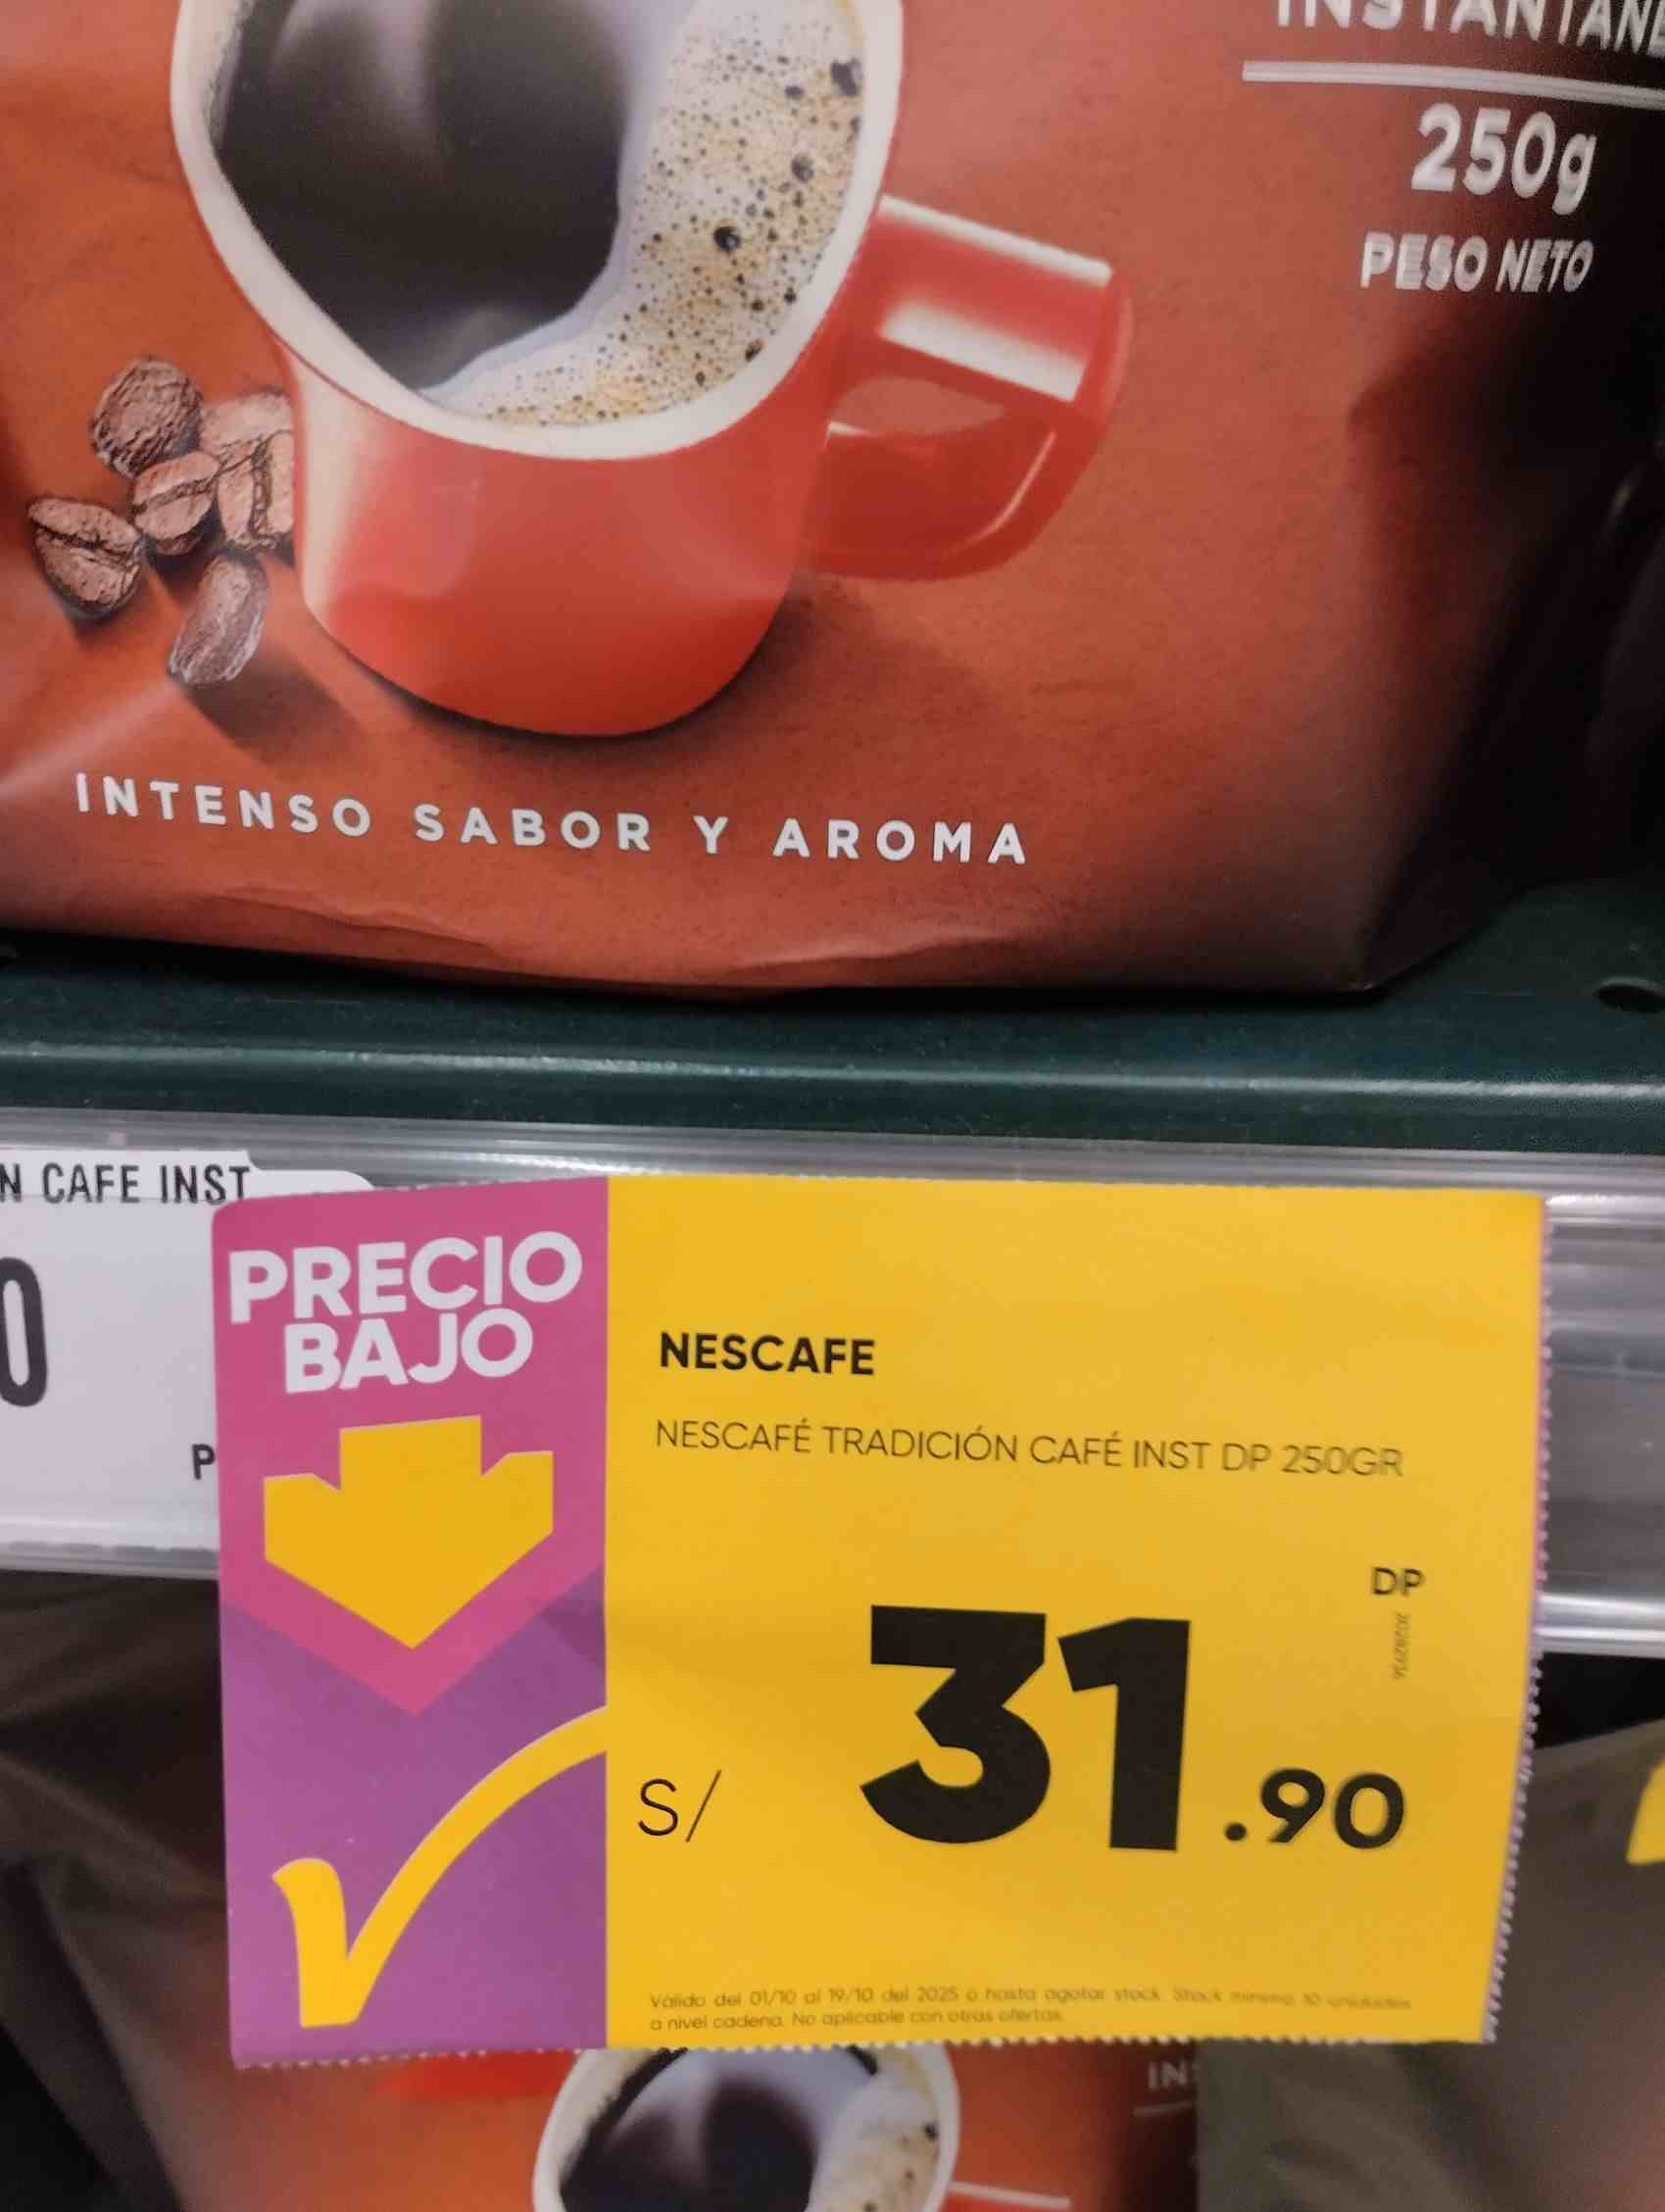 250g
PESO NETO
INTENSO SABOR Y AROMA
N CAFE INST
0
P
PRECIO
BAJO
NESCAFE
NESCAFÉ TRADICIÓN CAFÉ INST DP 250GR
DP
S/ 31.90
Válido del 01/10 al 19/10 del 2025 o hasta agotar stock. Stock mínimo 10 unidades
a nivel cadena. No aplicable con otras ofertas.
IN